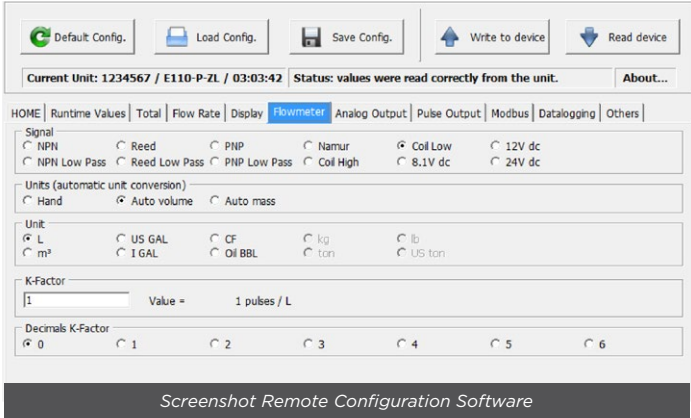 Default Config. Load Config. Save Config. Write to device Read device
Current Unit: 1234567 / E110-P-ZL / 03:03:42 Status: values were read correctly from the unit. About...
HOME Runtime Values Total Flow Rate Display Flowmeter Analog Output Pulse Output Modbus Datalogging Others
Signal
NPN Reed PNP Namur Coil Low 12V dc
NPN Low Pass Reed Low Pass PNP Low Pass Coil High 8.1V dc 24V dc
Units (automatic unit conversion)
Hand Auto volume Auto mass
Unit
L US GAL CF kg lb
m³ I GAL Oil BBL ton US ton
K-Factor
1 Value = 1 pulses / L
Decimals K-Factor
0 1 2 3 4 5 6
Screenshot Remote Configuration Software